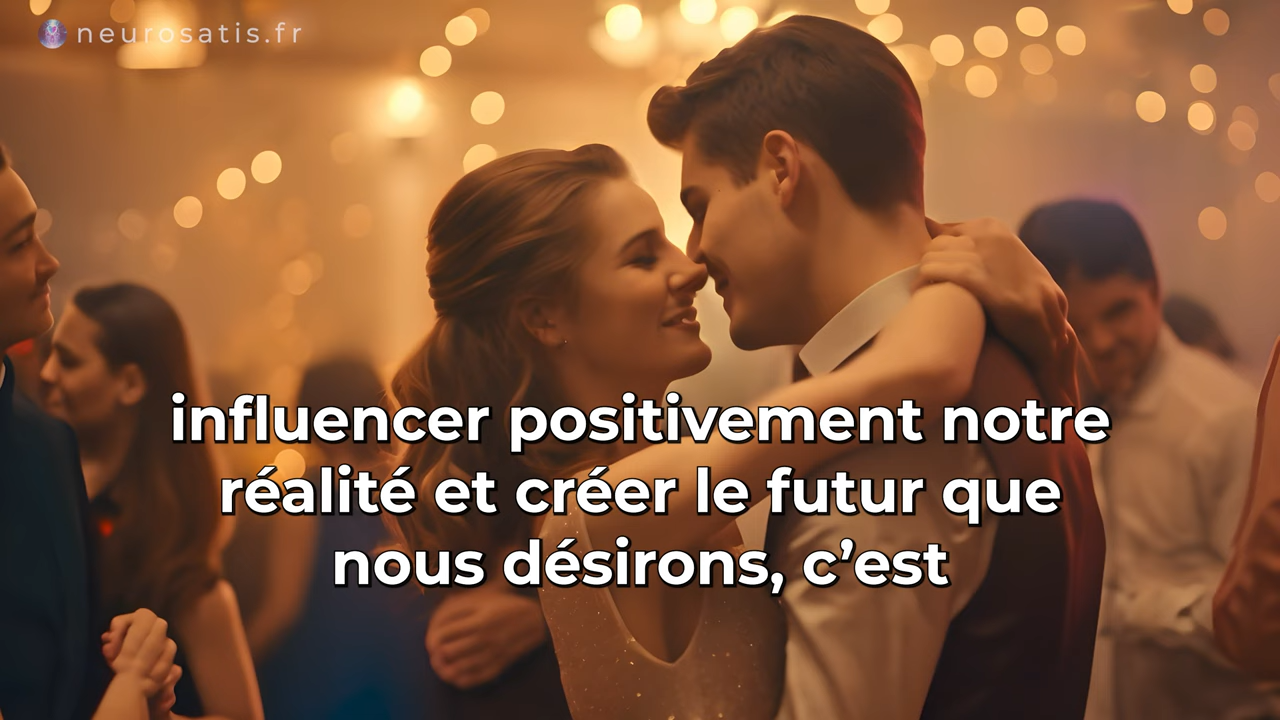 neurosatis.fr
influencer positivement notre
réalité et créer le futur que
nous désirons, c’est